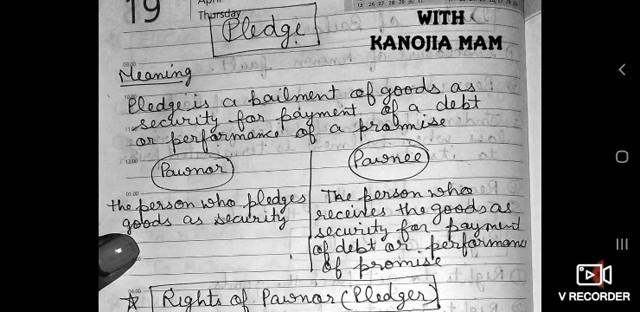 19
April
Thursday
Pledge
WITH
KANOJIA MAM
Meaning
Pledge is a bailment of goods as
security for payment of a debt
or performance of a promise
Pawnor
Pawnee
the person who pledges
goods as security
The person who
receives the goods as
security for payment
of debt or performance
of promise
Rights of Pawnor (Pledger)
V RECORDER